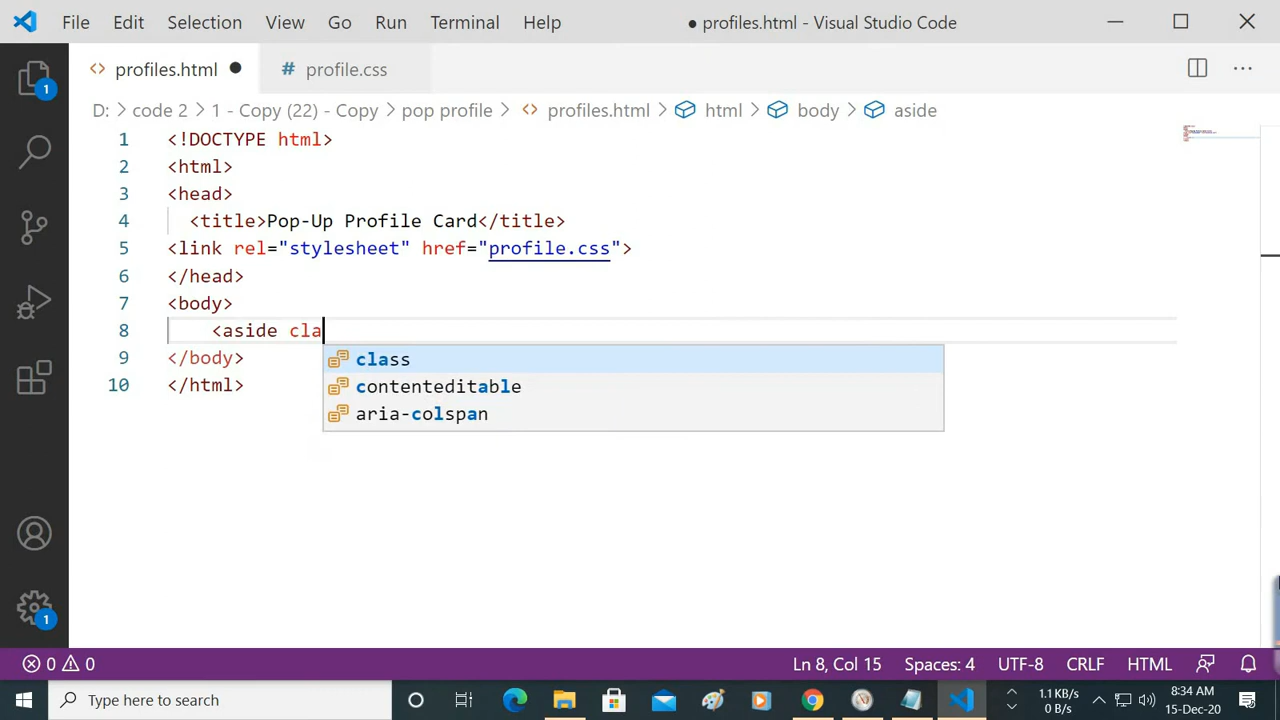 File Edit Selection View Go Run Terminal Help ● profiles.html - Visual Studio Code
profiles.html ● # profile.css
D: > code 2 > 1 - Copy (22) - Copy > pop profile > profiles.html > html > body > aside
1 <!DOCTYPE html>
2 <html>
3 <head>
4 <title>Pop-Up Profile Card</title>
5 <link rel="stylesheet" href="profile.css">
6 </head>
7 <body>
8 <aside cla
class
9 </body>
contenteditable
10 </html>
aria-colspan
1
1
0 0 Ln 8, Col 15 Spaces: 4 UTF-8 CRLF HTML
Type here to search
1.1 KB/s
0 B/s
8:34 AM
15-Dec-20